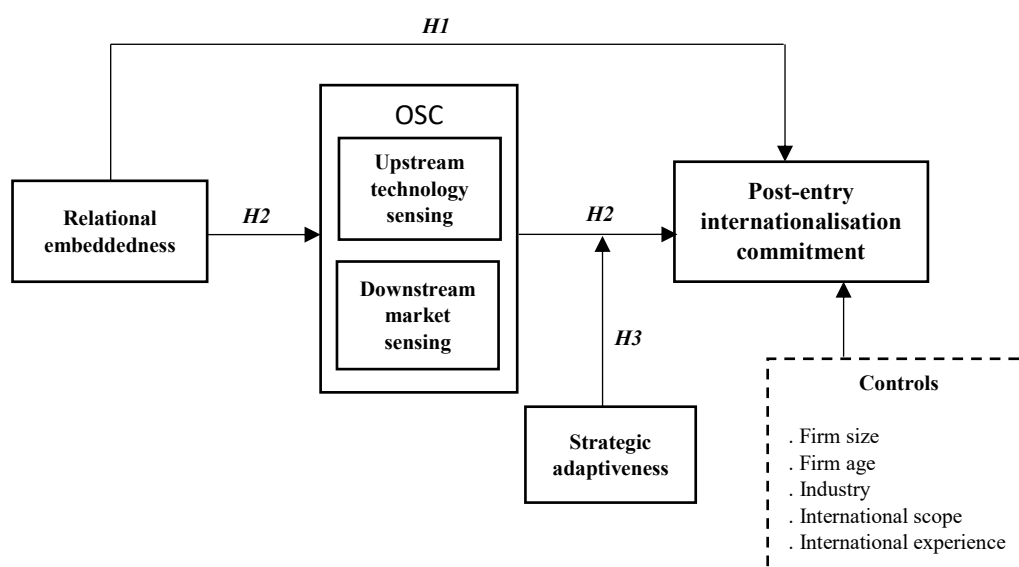 H1
OSC
Upstream
technology
sensing
Relational
embeddedness
H2
H2
Post-entry
internationalisation
commitment
Downstream
market
sensing
H3
Strategic
adaptiveness
Controls
. Firm size
. Firm age
. Industry
. International scope
. International experience